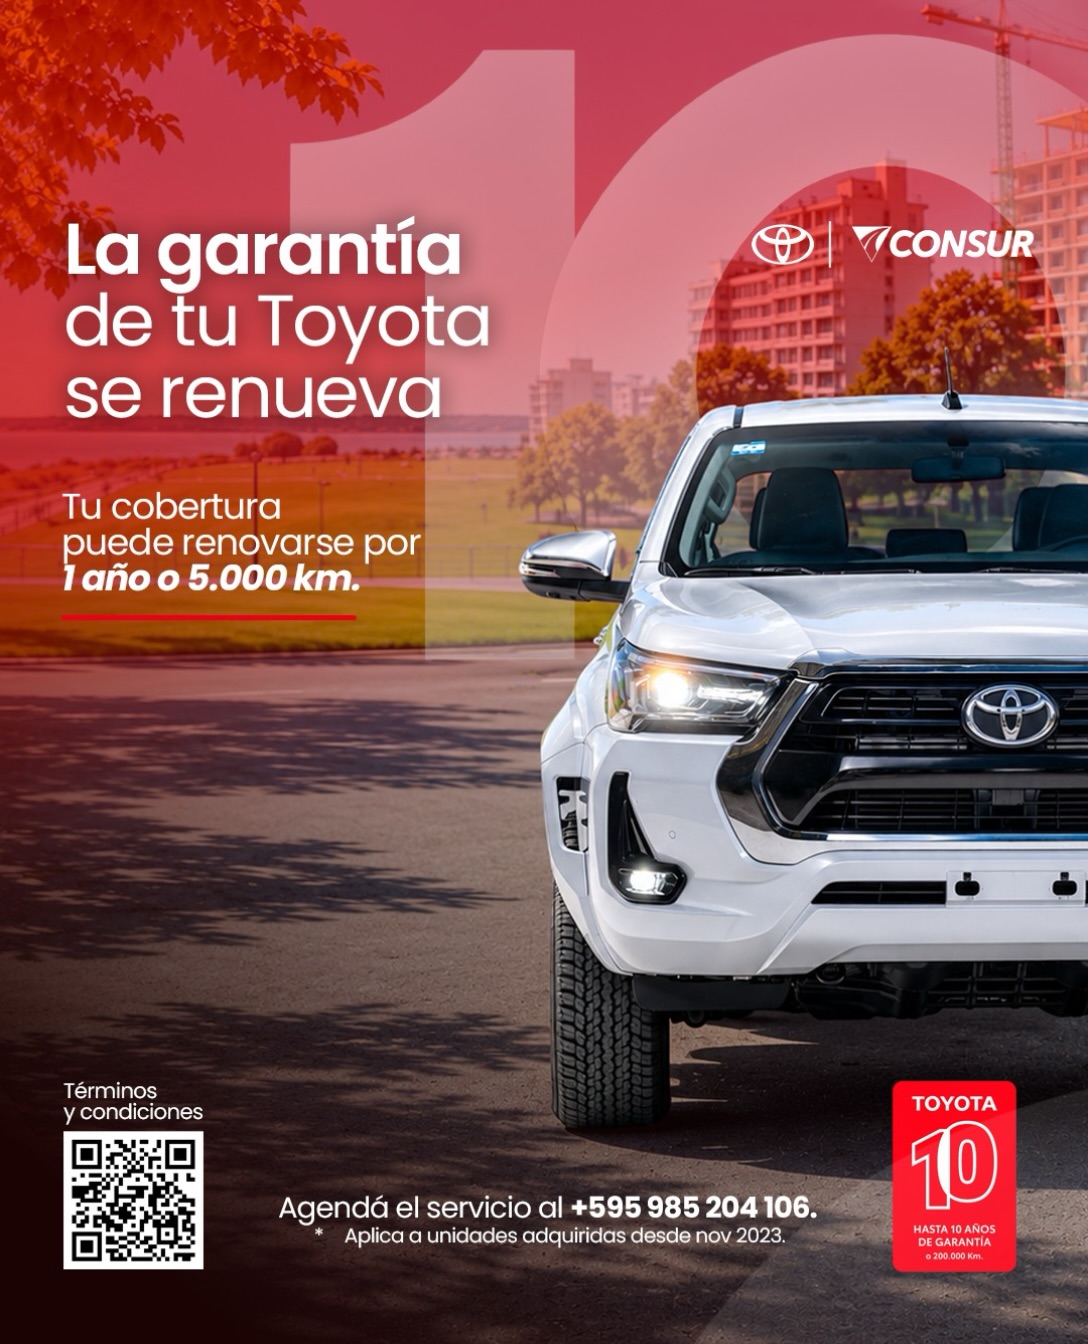 10
La garantía
de tu Toyota
se renueva
CONSUR
Tu cobertura
puede renovarse por
1 año o 5.000 km.
Términos
y condiciones
Agendá el servicio al +595 985 204 106.
* Aplica a unidades adquiridas desde nov 2023.
TOYOTA
10
HASTA 10 AÑOS
DE GARANTÍA
o 200.000 Km.